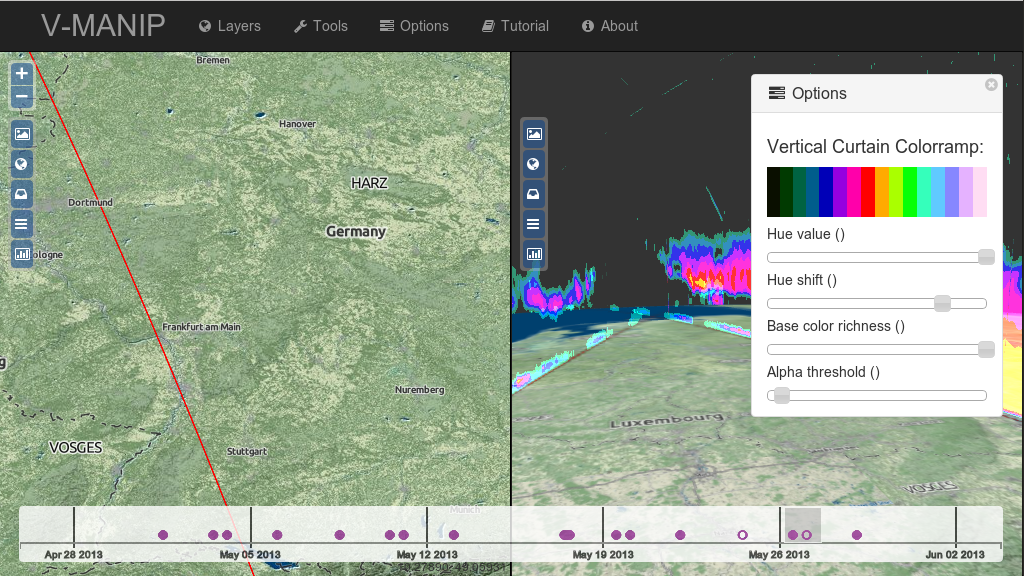 V-MANIP Layers Tools Options Tutorial About
Bremen
Hanover
HARZ
Dortmund
Germany
ologne
Frankfurt am Main
Nuremberg
VOSGES
Stuttgart
Munich
Options
Vertical Curtain Colorramp:
Hue value ()
Hue shift ()
Base color richness ()
Alpha threshold ()
Luxembourg
VOSGES
Apr 28 2013 May 05 2013 May 12 2013 May 19 2013 May 26 2013 Jun 02 2013